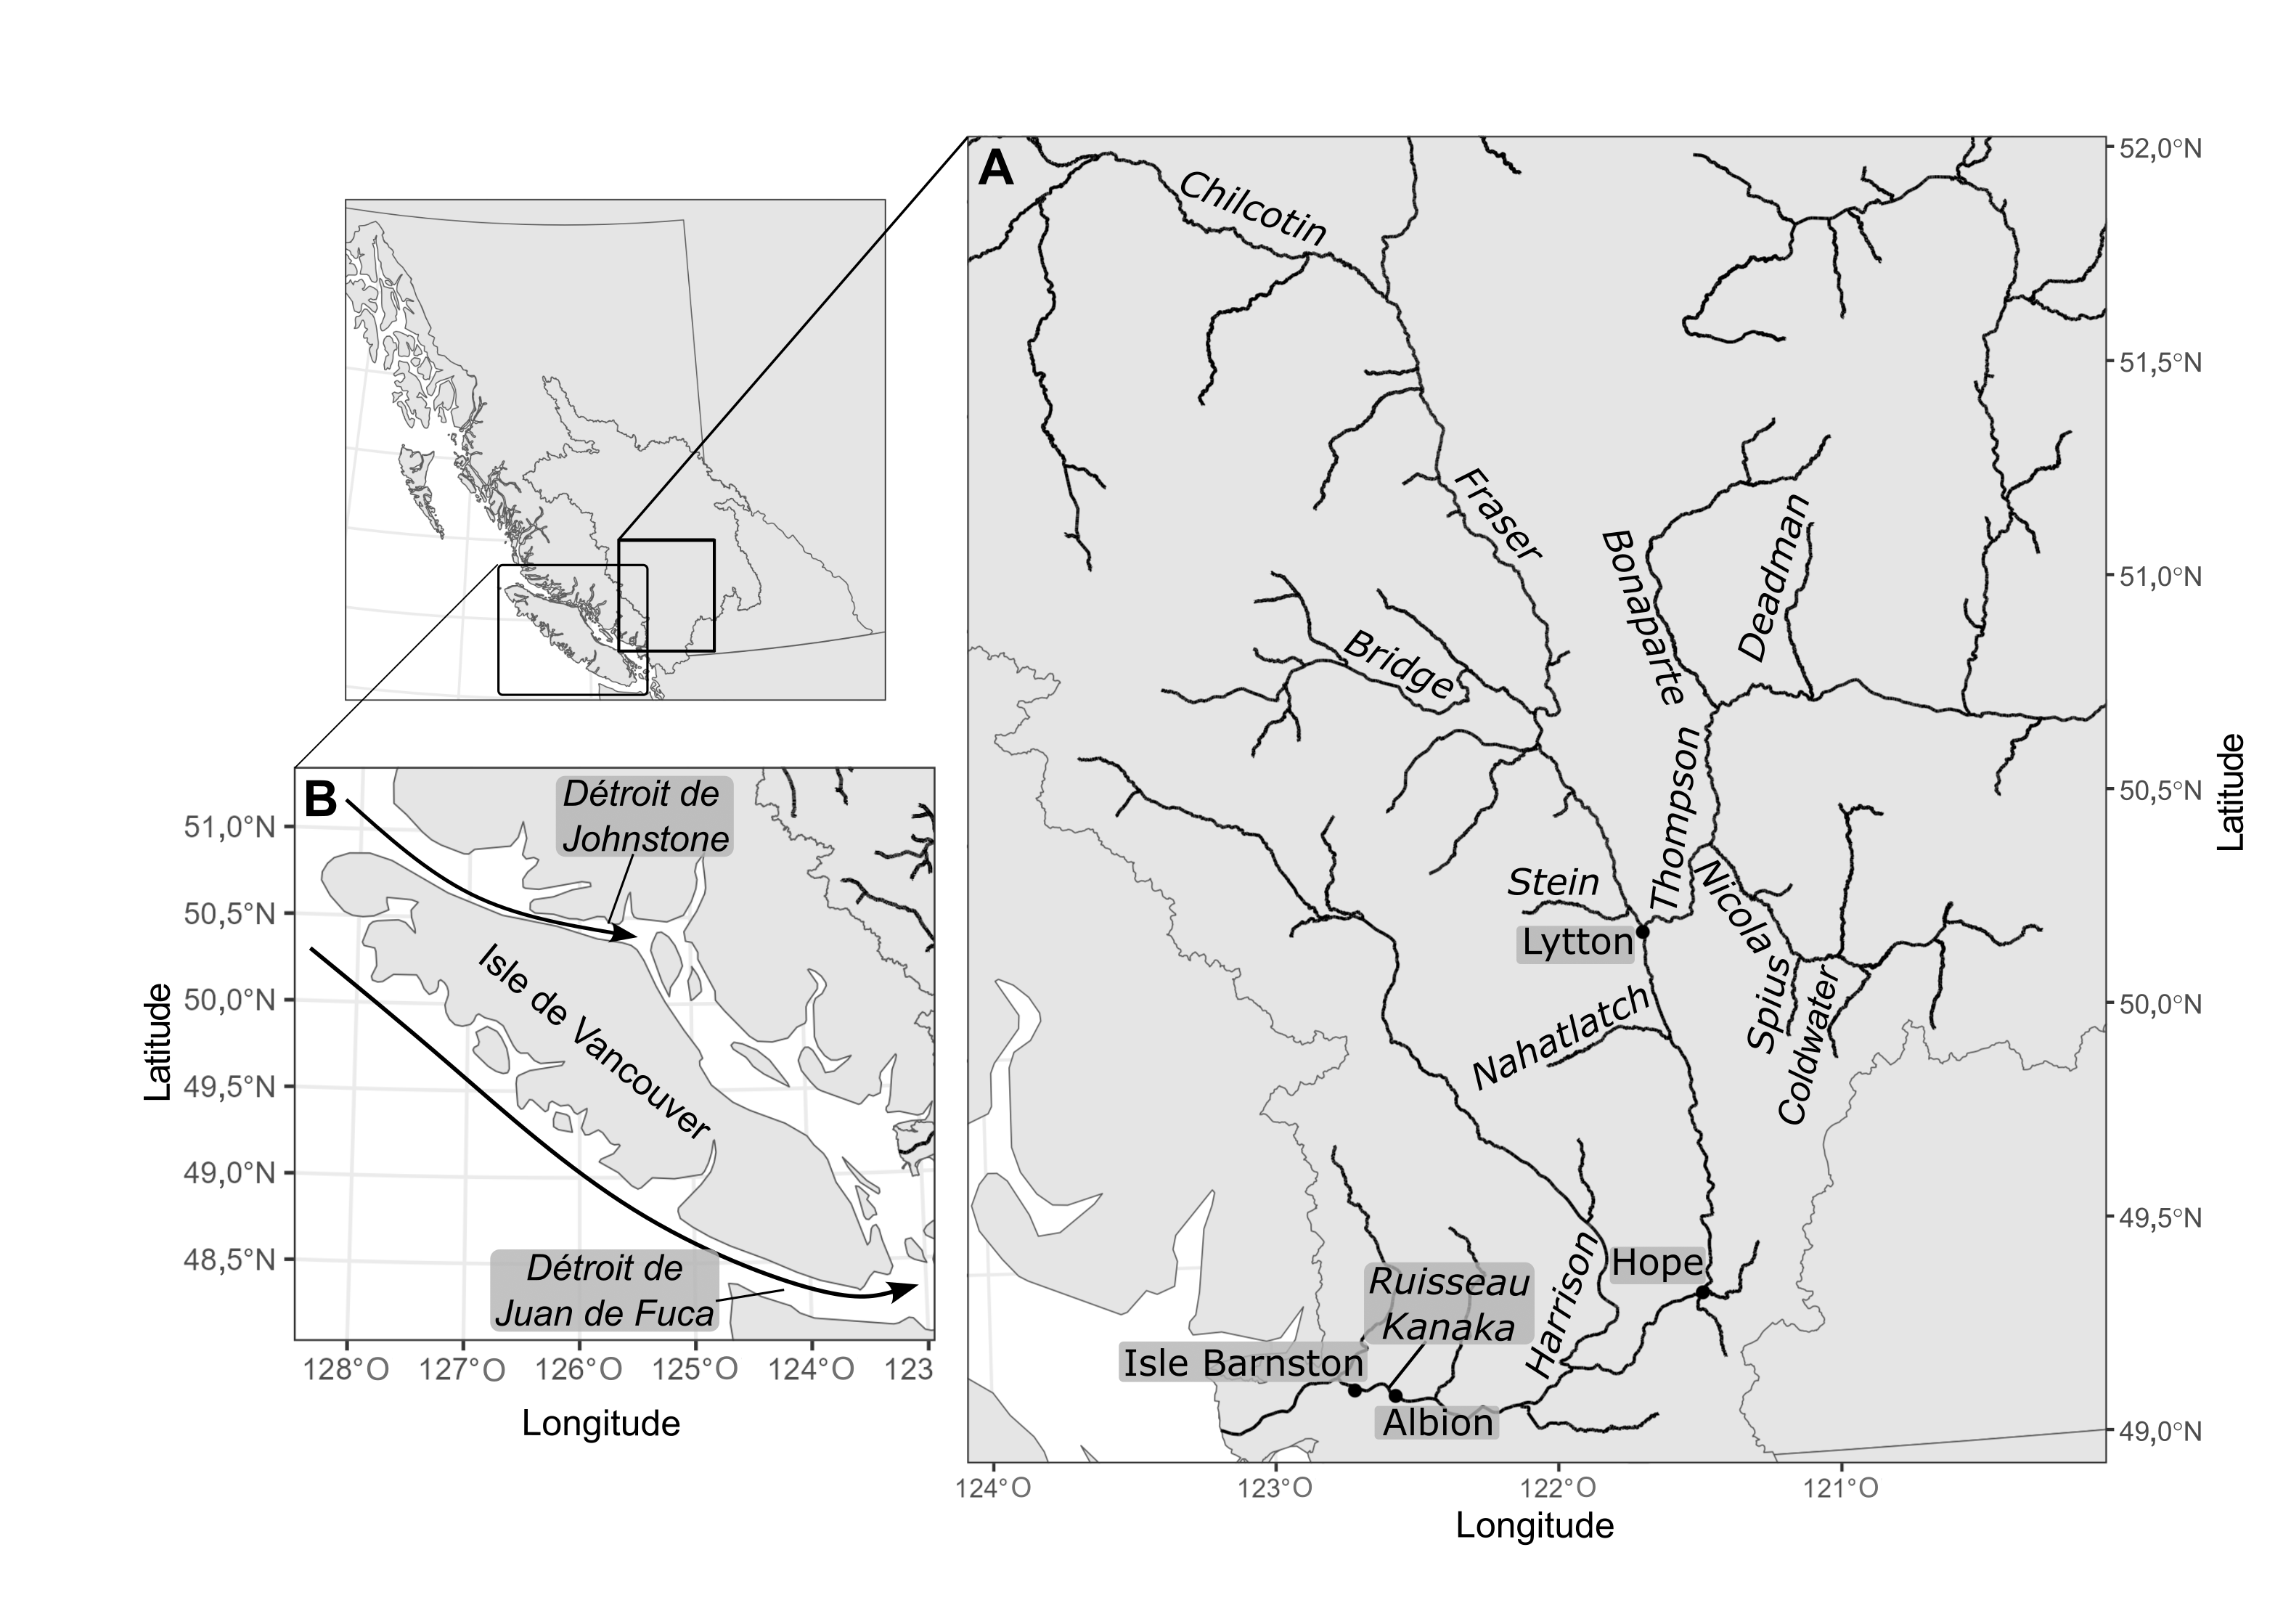 A
Chilcotin
Fraser
Bonaparte
Deadman
Bridge
Thompson
Stein
Nicola
Lytton
Spius
Coldwater
Nahatlatch
Harrison
Hope
Ruisseau
Kanaka
Isle Barnston
Albion
52,0°N
51,5°N
51,0°N
50,5°N
50,0°N
49,5°N
49,0°N
Latitude
124°O
123°O
122°O
121°O
Longitude
B
Détroit de
Johnstone
Isle de Vancouver
Détroit de
Juan de Fuca
51,0°N
50,5°N
50,0°N
49,5°N
49,0°N
48,5°N
Latitude
128°O
127°O
126°O
125°O
124°O
123
Longitude